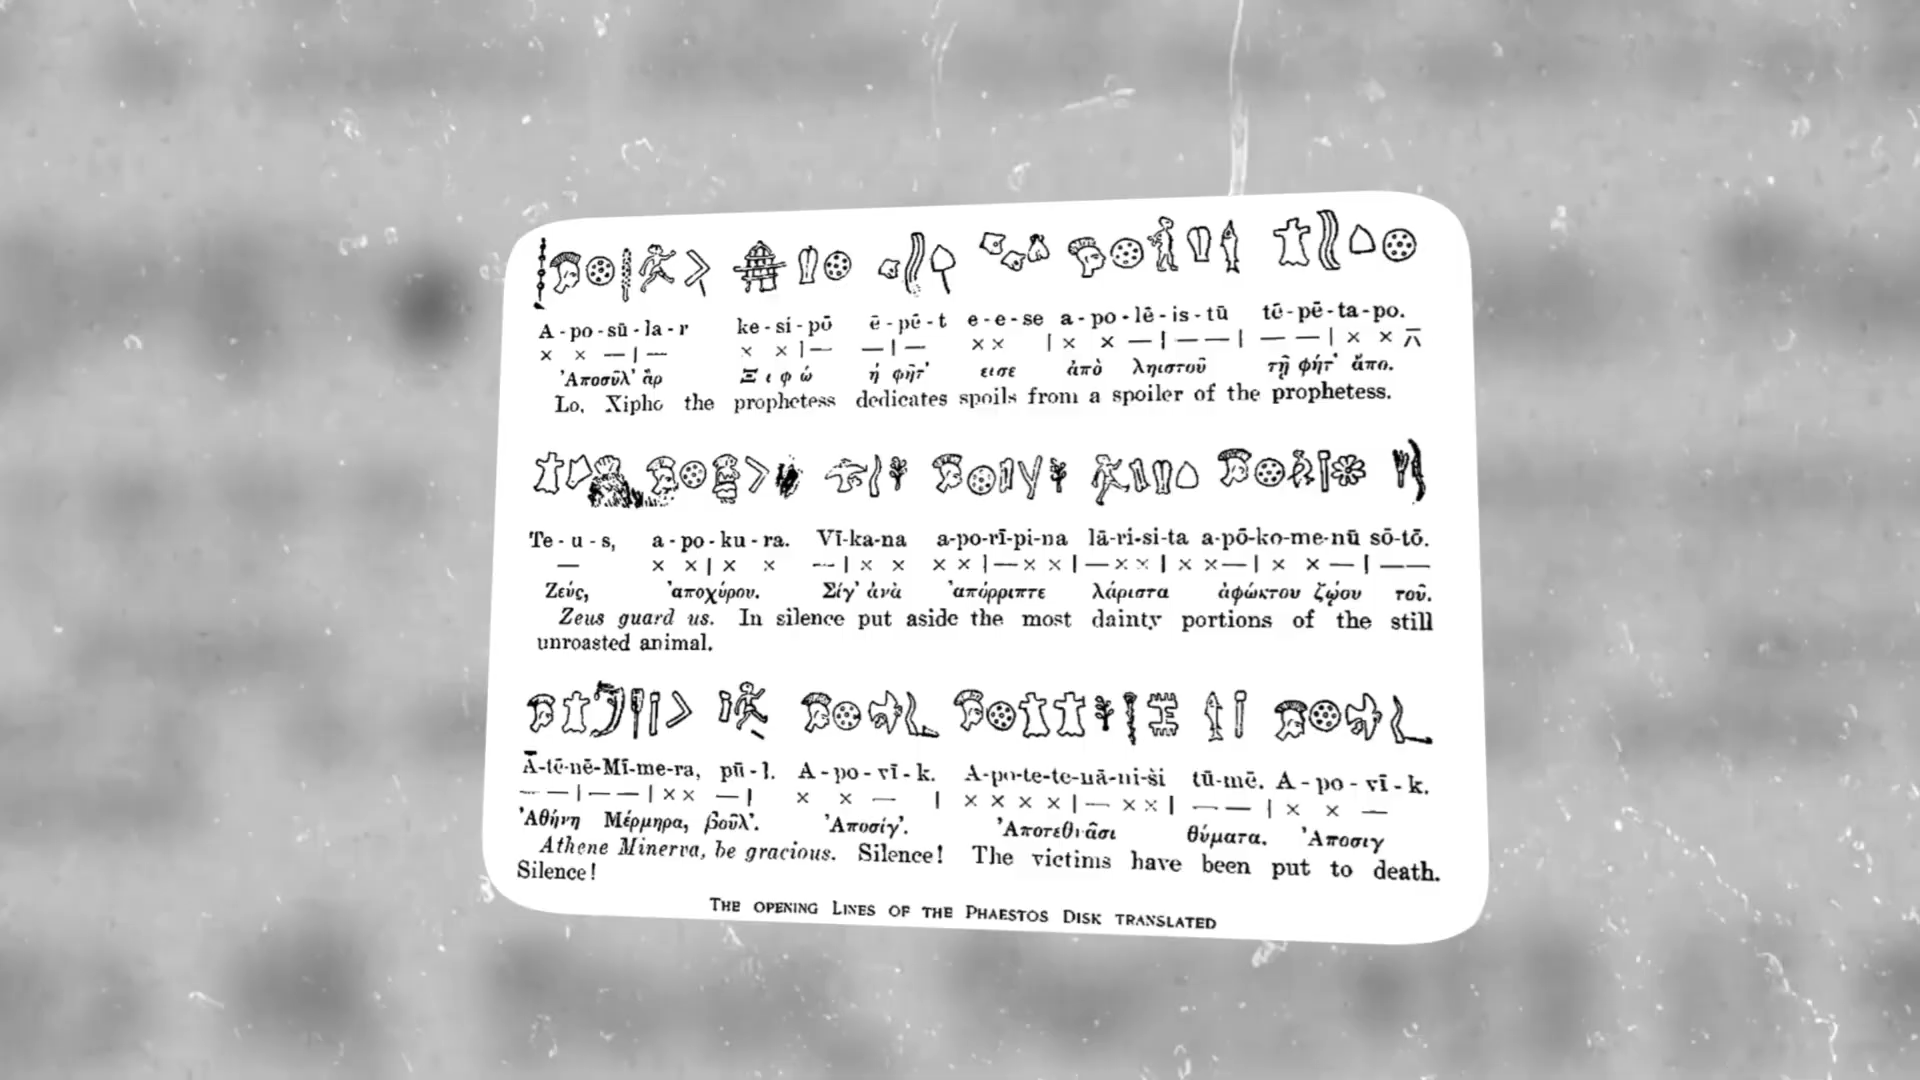 A - po - sū - la - r ke - si - pō ē - pē - t e - e - se a - po - lē - is - tū tē - pē - ta - po.
'Αποσῦλ' ἂρ Ξ ι φ ώ ἡ φῆτ' εισε ἀπὸ λῃιστοῦ τῇ φήτ' ἄπο.
Lo, Xipho the prophetess dedicates spoils from a spoiler of the prophetess.
Te - u - s, a - po - ku - ra. Vī-ka-na a-po-rī-pi-na lā-ri-si-ta a-pō-ko-me-nū sō-tō.
Ζεύς, 'αποχύρου. Σίγ' ἀνὰ 'απόρριπτε λάριστα ἀφώκτου ζῴου τοῦ.
Zeus guard us. In silence put aside the most dainty portions of the still
unroasted animal.
Ā-tē-nē-Mī-me-ra, pū - l. A - po - vī - k. A-po-te-te-nā-ni-si tū-mē. A - po - vī - k.
'Αθήνη Μέρμηρα, βοῦλ'. 'Αποσίγ'. 'Αποτεθνᾶσι θύματα. 'Αποσιγ
Athene Minerva, be gracious. Silence! The victims have been put to death.
Silence!
THE OPENING LINES OF THE PHAESTOS DISK TRANSLATED